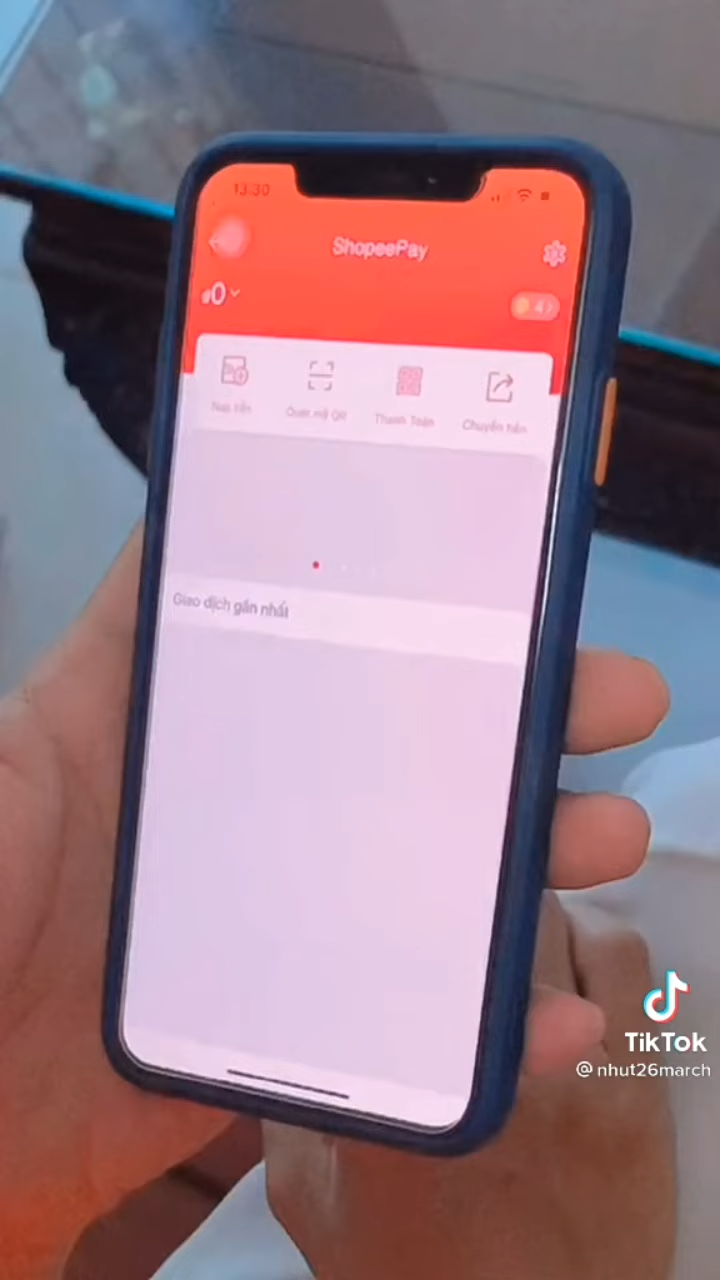 13:30
ShopeePay
₫0
4
Nạp tiền
Quét mã QR
Thanh Toán
Chuyển tiền
Giao dịch gần nhất
TikTok
@nhut26march